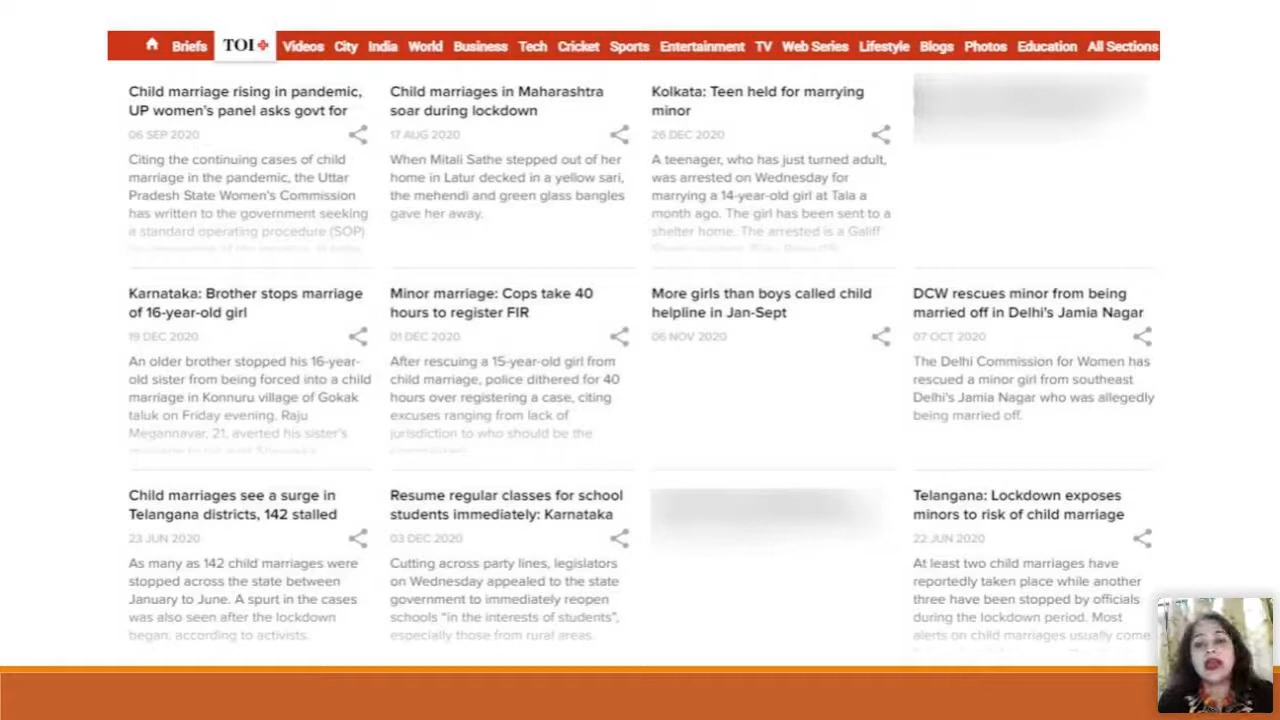 Briefs TOI+ Videos City India World Business Tech Cricket Sports Entertainment TV Web Series Lifestyle Blogs Photos Education All Sections
Child marriage rising in pandemic,
UP women's panel asks govt for
06 SEP 2020
Citing the continuing cases of child
marriage in the pandemic, the Uttar
Pradesh State Women's Commission
has written to the government seeking
a standard operating procedure (SOP)
Child marriages in Maharashtra
soar during lockdown
17 AUG 2020
When Mitali Sathe stepped out of her
home in Latur decked in a yellow sari,
the mehendi and green glass bangles
gave her away.
Kolkata: Teen held for marrying
minor
26 DEC 2020
A teenager, who has just turned adult,
was arrested on Wednesday for
marrying a 14-year-old girl at Tala a
month ago. The girl has been sent to a
shelter home. The arrested is a Galiff
Karnataka: Brother stops marriage
of 16-year-old girl
19 DEC 2020
An older brother stopped his 16-year-
old sister from being forced into a child
marriage in Konnuru village of Gokak
taluk on Friday evening. Raju
Megannavar, 21, averted his sister's
Minor marriage: Cops take 40
hours to register FIR
01 DEC 2020
After rescuing a 15-year-old girl from
child marriage, police dithered for 40
hours over registering a case, citing
excuses ranging from lack of
jurisdiction to who should be the
More girls than boys called child
helpline in Jan-Sept
06 NOV 2020
DCW rescues minor from being
married off in Delhi's Jamia Nagar
07 OCT 2020
The Delhi Commission for Women has
rescued a minor girl from southeast
Delhi's Jamia Nagar who was allegedly
being married off.
Child marriages see a surge in
Telangana districts, 142 stalled
23 JUN 2020
As many as 142 child marriages were
stopped across the state between
January to June. A spurt in the cases
was also seen after the lockdown
began, according to activists.
Resume regular classes for school
students immediately: Karnataka
03 DEC 2020
Cutting across party lines, legislators
on Wednesday appealed to the state
government to immediately reopen
schools "in the interests of students",
especially those from rural areas.
Telangana: Lockdown exposes
minors to risk of child marriage
22 JUN 2020
At least two child marriages have
reportedly taken place while another
three have been stopped by officials
during the lockdown period. Most
alerts on child marriages usually come